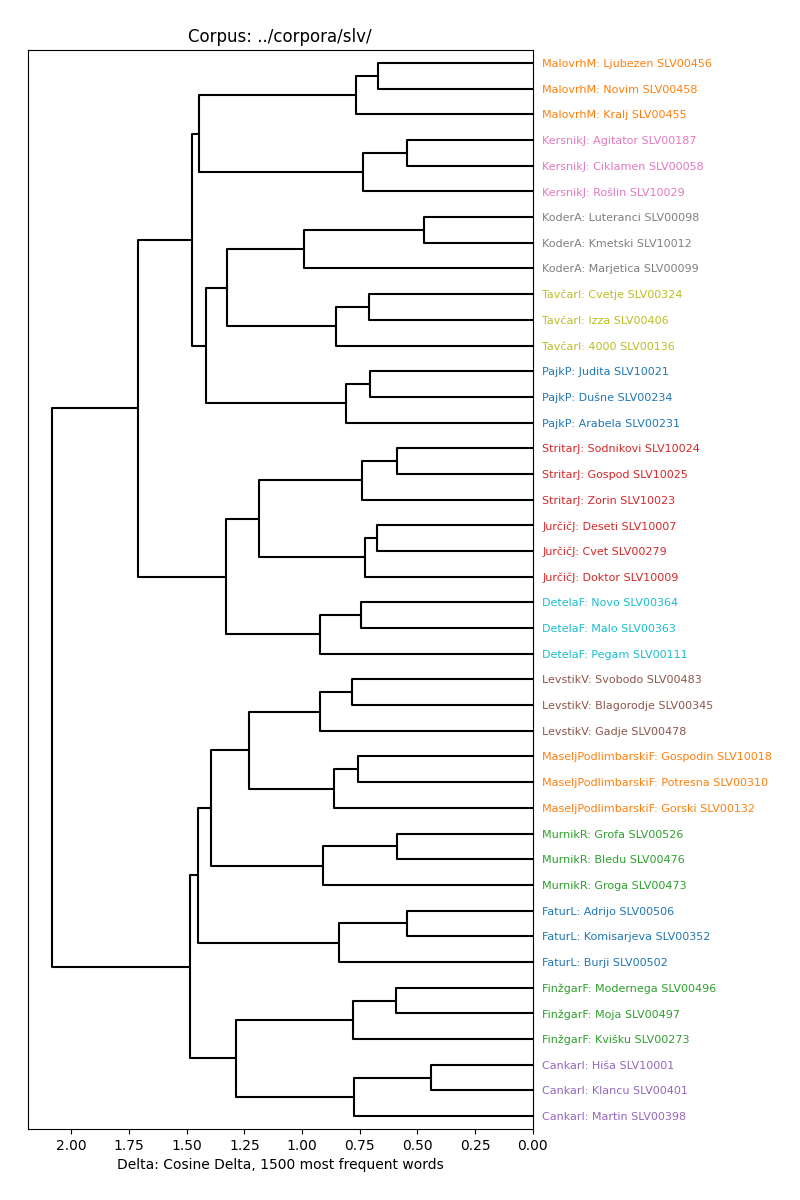 Corpus: ../corpora/slv/
MalovrhM: Ljubezen SLV00456
MalovrhM: Novim SLV00458
MalovrhM: Kralj SLV00455
KersnikJ: Agitator SLV00187
KersnikJ: Ciklamen SLV00058
KersnikJ: Rošlin SLV10029
KoderA: Luteranci SLV00098
KoderA: Kmetski SLV10012
KoderA: Marjetica SLV00099
TavčarI: Cvetje SLV00324
TavčarI: Izza SLV00406
TavčarI: 4000 SLV00136
PajkP: Judita SLV10021
PajkP: Dušne SLV00234
PajkP: Arabela SLV00231
StritarJ: Sodnikovi SLV10024
StritarJ: Gospod SLV10025
StritarJ: Zorin SLV10023
JurčičJ: Deseti SLV10007
JurčičJ: Cvet SLV00279
JurčičJ: Doktor SLV10009
DetelaF: Novo SLV00364
DetelaF: Malo SLV00363
DetelaF: Pegam SLV00111
LevstikV: Svobodo SLV00483
LevstikV: Blagorodje SLV00345
LevstikV: Gadje SLV00478
MaseljPodlimbarskiF: Gospodin SLV10018
MaseljPodlimbarskiF: Potresna SLV00310
MaseljPodlimbarskiF: Gorski SLV00132
MurnikR: Grofa SLV00526
MurnikR: Bledu SLV00476
MurnikR: Groga SLV00473
FaturL: Adrijo SLV00506
FaturL: Komisarjeva SLV00352
FaturL: Burji SLV00502
FinžgarF: Modernega SLV00496
FinžgarF: Moja SLV00497
FinžgarF: Kvišku SLV00273
CankarI: Hiša SLV10001
CankarI: Klancu SLV00401
CankarI: Martin SLV00398
2.00 1.75 1.50 1.25 1.00 0.75 0.50 0.25 0.00
Delta: Cosine Delta, 1500 most frequent words